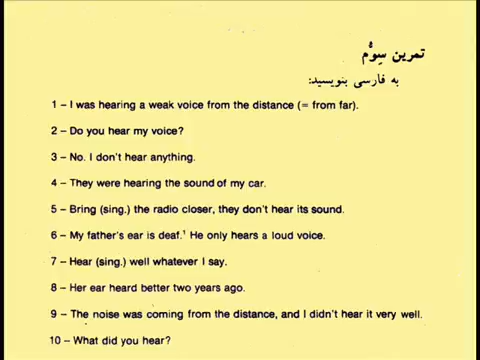 تمرین سِوُّم
به فارسی بنویسید:
1 – I was hearing a weak voice from the distance (= from far).
2 – Do you hear my voice?
3 – No. I don't hear anything.
4 – They were hearing the sound of my car.
5 – Bring (sing.) the radio closer, they don't hear its sound.
6 – My father's ear is deaf.¹ He only hears a loud voice.
7 – Hear (sing.) well whatever I say.
8 – Her ear heard better two years ago.
9 – The noise was coming from the distance, and I didn't hear it very well.
10 – What did you hear?